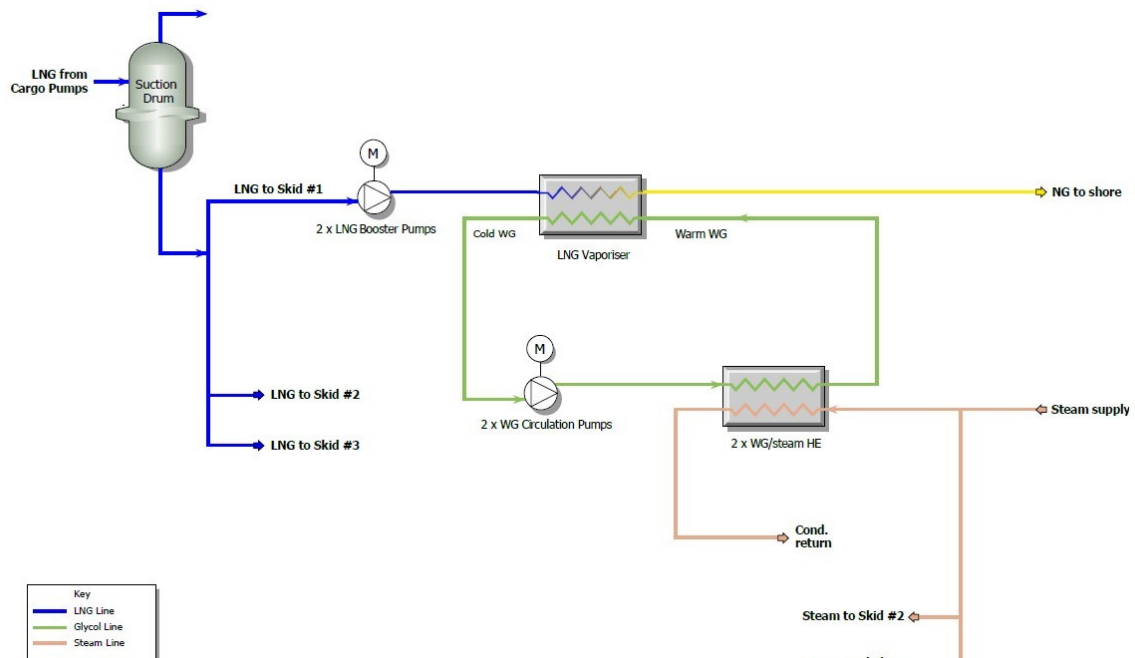 LNG from
Cargo Pumps
Suction
Drum
M
LNG to Skid #1
2 x LNG Booster Pumps
NG to shore
Cold WG
Warm WG
LNG Vaporiser
M
2 x WG Circulation Pumps
LNG to Skid #2
LNG to Skid #3
Steam supply
2 x WG/steam HE
Cond.
return
Steam to Skid #2
Key
LNG Line
Glycol Line
Steam Line